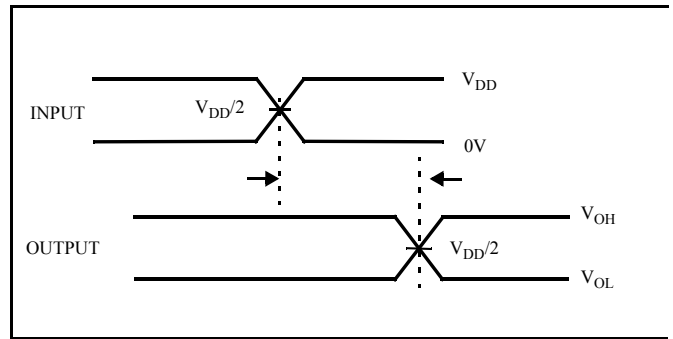 V_DD
INPUT
V_DD/2
0V
V_OH
OUTPUT
V_DD/2
V_OL